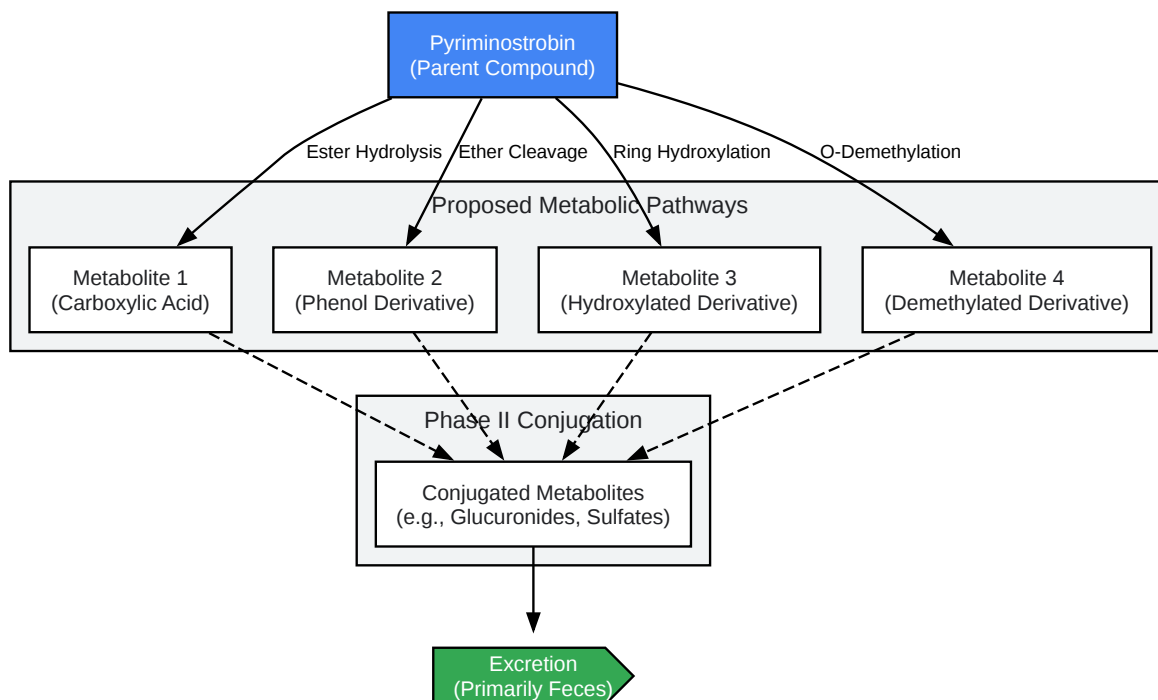 Pyriminostrobin
(Parent Compound)
Ester Hydrolysis
Ether Cleavage
Ring Hydroxylation
O-Demethylation
Proposed Metabolic Pathways
Metabolite 1
(Carboxylic Acid)
Metabolite 2
(Phenol Derivative)
Metabolite 3
(Hydroxylated Derivative)
Metabolite 4
(Demethylated Derivative)
Phase II Conjugation
Conjugated Metabolites
(e.g., Glucuronides, Sulfates)
Excretion
(Primarily Feces)